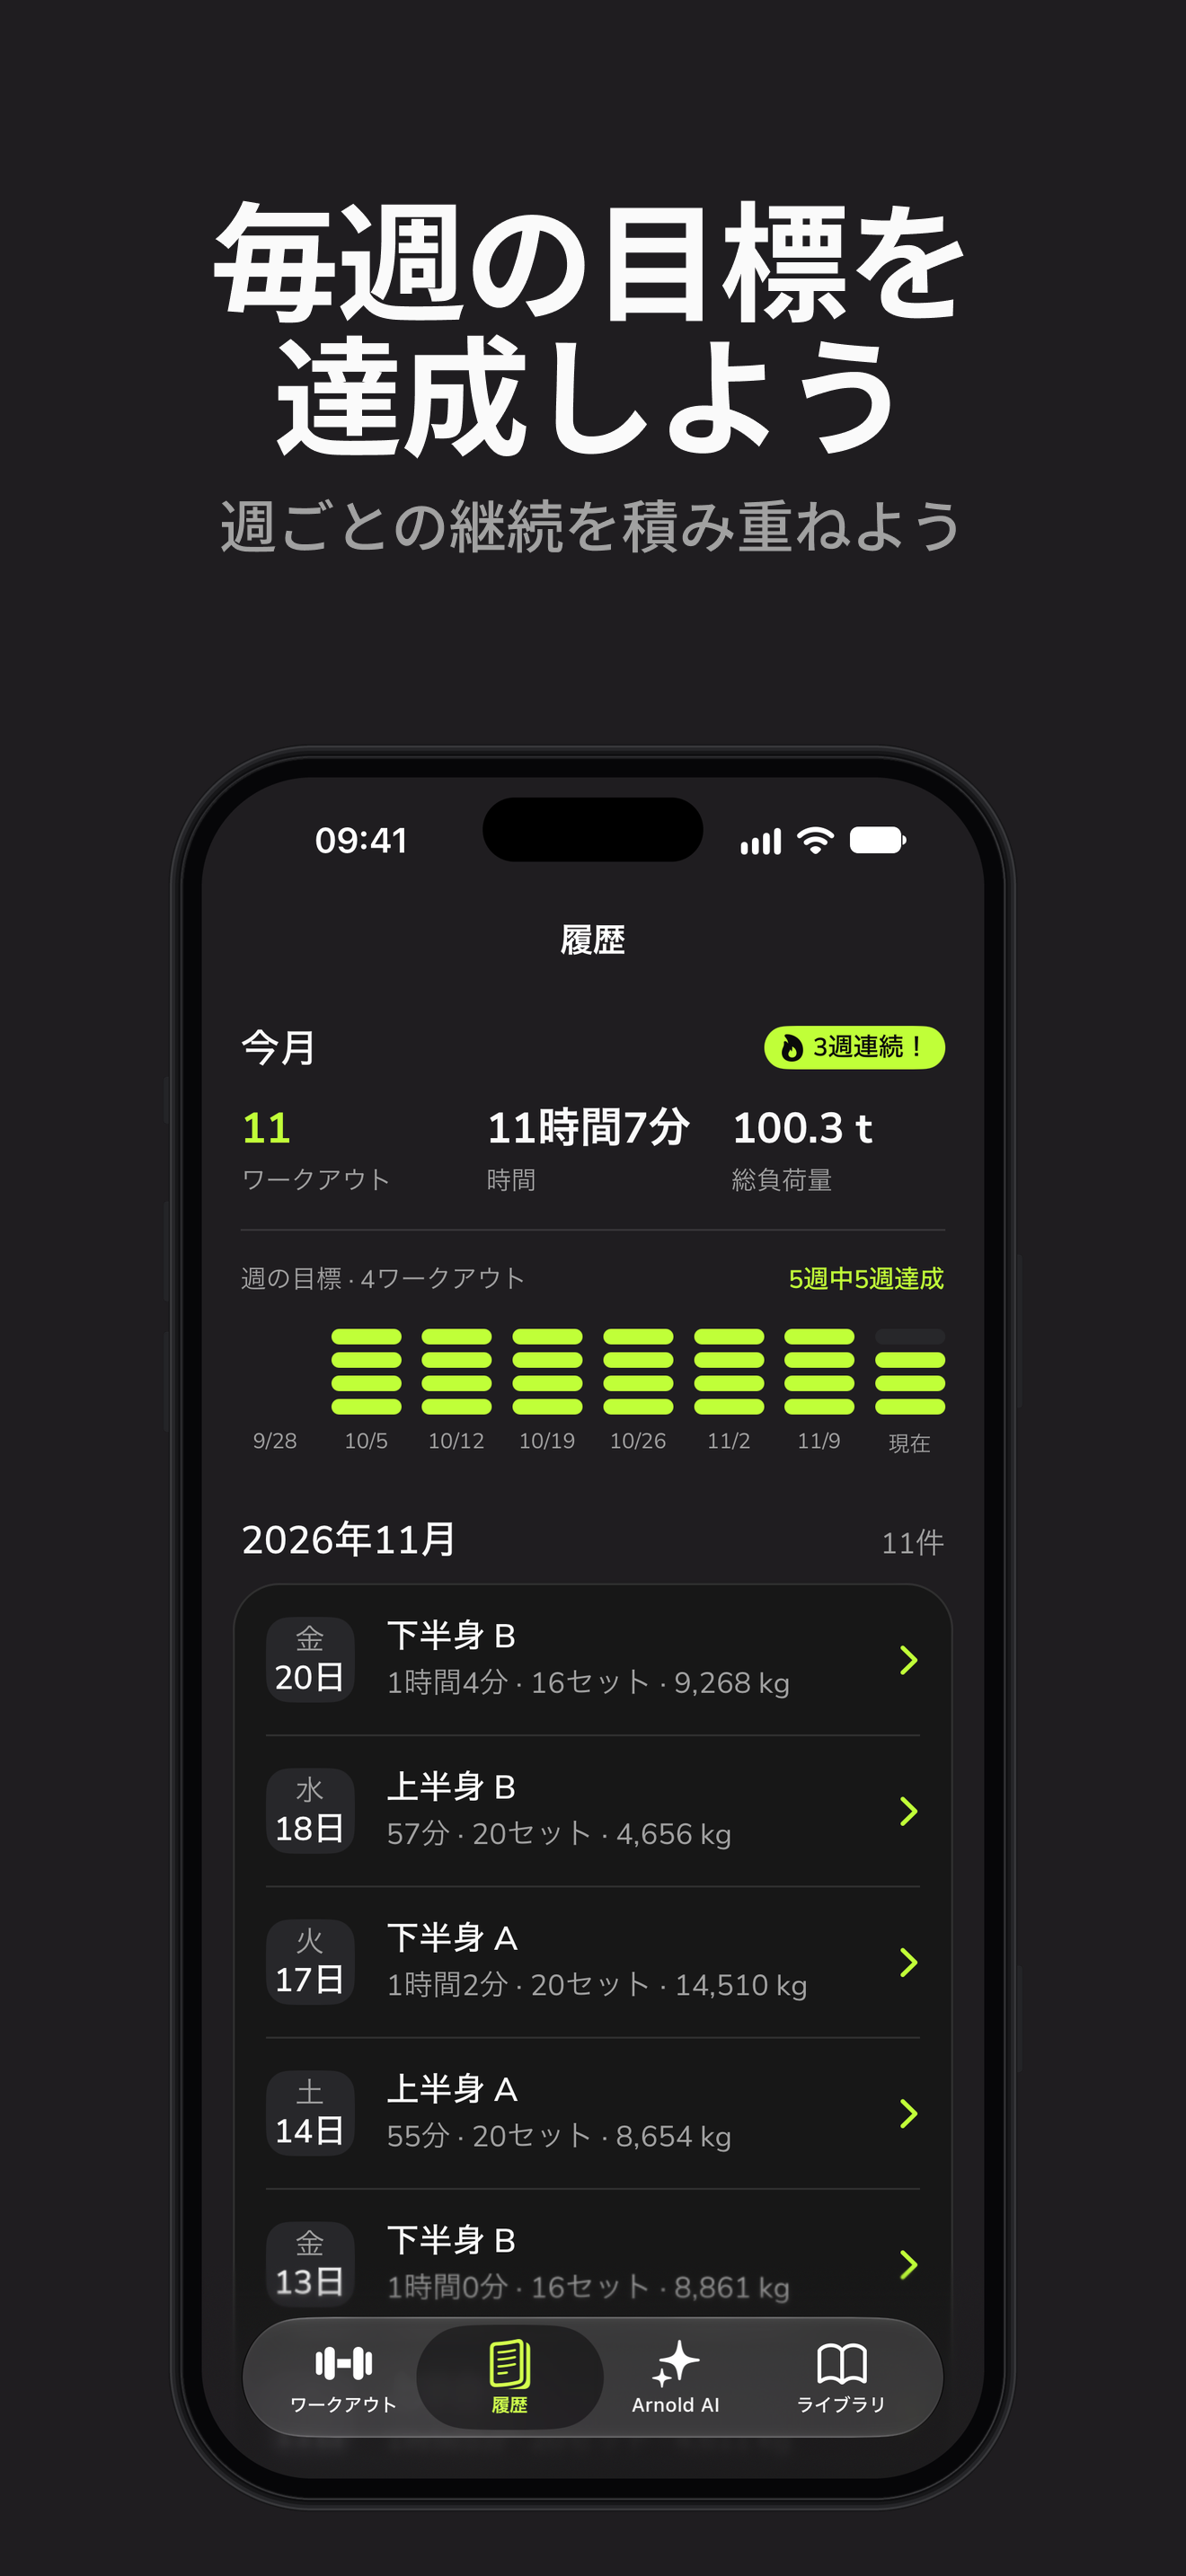 毎週の目標を
達成しよう
週ごとの継続を積み重ねよう
09:41
履歴
今月
3週連続！
11
11時間7分
100.3 t
ワークアウト
時間
総負荷量
週の目標 · 4ワークアウト
5週中5週達成
9/28 10/5 10/12 10/19 10/26 11/2 11/9 現在
2026年11月
11件
金
20日
下半身 B
1時間4分 · 16セット · 9,268 kg
水
18日
上半身 B
57分 · 20セット · 4,656 kg
火
17日
下半身 A
1時間2分 · 20セット · 14,510 kg
土
14日
上半身 A
55分 · 20セット · 8,654 kg
金
13日
下半身 B
1時間0分 · 16セット · 8,861 kg
ワークアウト
履歴
Arnold AI
ライブラリ